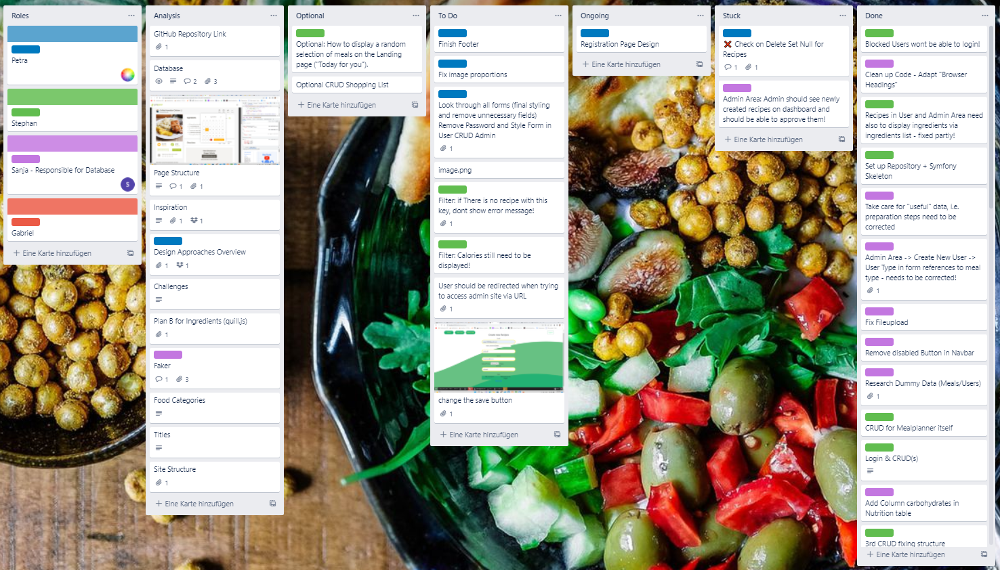 Roles
Petra
Stephan
Sanja - Responsible for Database
S
Gabriel
Eine Karte hinzufügen
Analysis
GitHub Repository Link
1
Database
2
3
Page Structure
1
1
Inspiration
1
1
Design Approaches Overview
1
1
Challenges
Plan B for Ingredients (quill.js)
1
Faker
1
3
Food Categories
Titles
Site Structure
1
Eine Karte hinzufügen
Optional
Optional: How to display a random
selection of meals on the Landing
page ("Today for you").
Optional CRUD Shopping List
Eine Karte hinzufügen
To Do
Finish Footer
Fix image proportions
Look through all forms (final styling
and remove unnecessary fields)
Remove Password and Style Form in
User CRUD Admin
1
image.png
Filter: if There is no recipe with this
key, dont show error message!
1
Filter: Calories still need to be
displayed!
User should be redirected when trying
to access admin site via URL
1
change the save button
1
Eine Karte hinzufügen
Ongoing
Registration Page Design
Eine Karte hinzufügen
Stuck
❌ Check on Delete Set Null for
Recipes
1
1
Admin Area: Admin should see newly
created recipes on dashboard and
should be able to approve them!
Eine Karte hinzufügen
Done
Blocked Users wont be able to login!
Clean up Code - Adapt "Browser
Headings"
Recipes in User and Admin Area need
also to display ingredients via
ingredients list - fixed partly!
Set up Repository + Symfony
Skeleton
Take care for "useful" data, i.e.
preparation steps need to be
corrected
Admin Area -> Create New User ->
User Type in form references to meal
type - needs to be corrected!
1
Fix Fileupload
Remove disabled Button in Navbar
Research Dummy Data (Meals/Users)
1
CRUD for Mealplanner itself
Login & CRUD(s)
Add Column carbohydrates in
Nutrition table
3rd CRUD fixing structure
Eine Karte hinzufügen